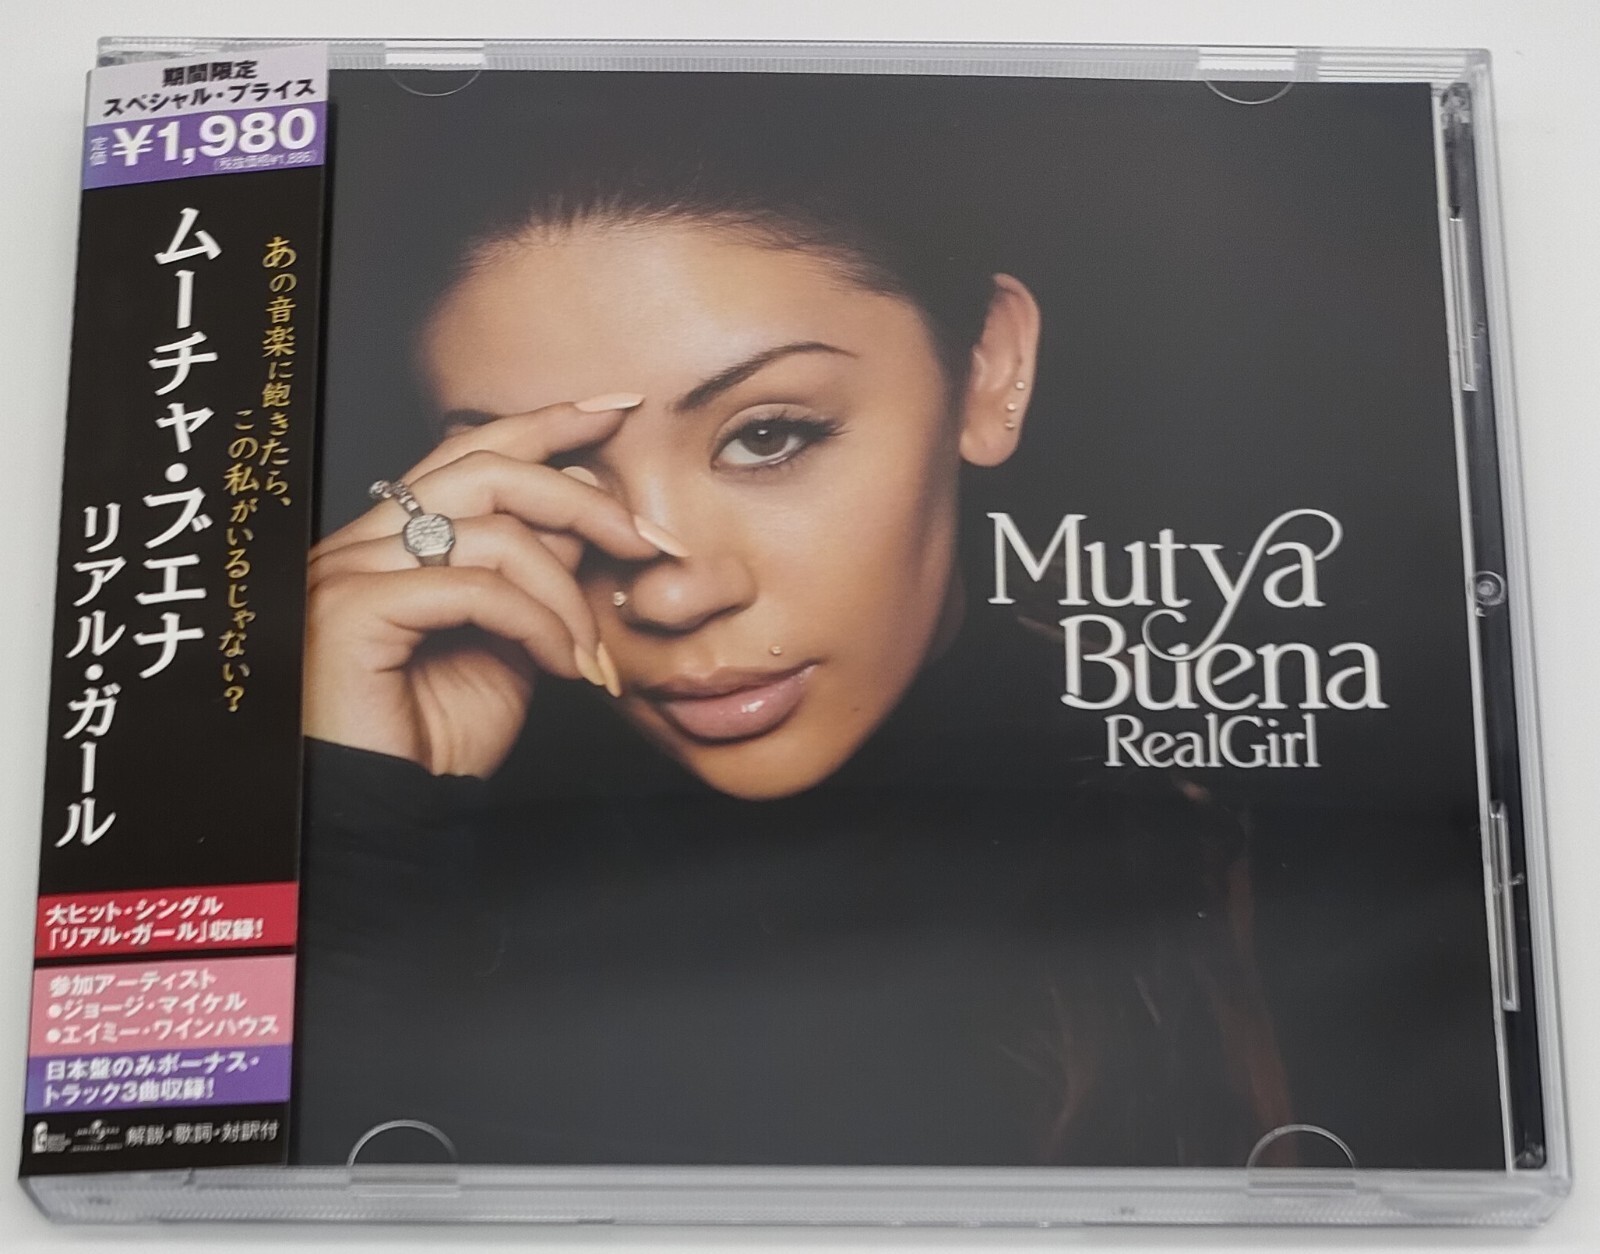 期間限定
スペシャル・プライス
定価 ¥1,980
(税抜価格¥1,886)
あの音楽に飽きたら、
この私がいるじゃない?
ムーチャ・ブエナ
リアル・ガール
大ヒット・シングル
「リアル・ガール」収録!
参加アーティスト
●ジョージ・マイケル
●エイミー・ワインハウス
日本盤のみボーナス・
トラック3曲収録!
解説・歌詞・対訳付
Mutya
Buena
RealGirl